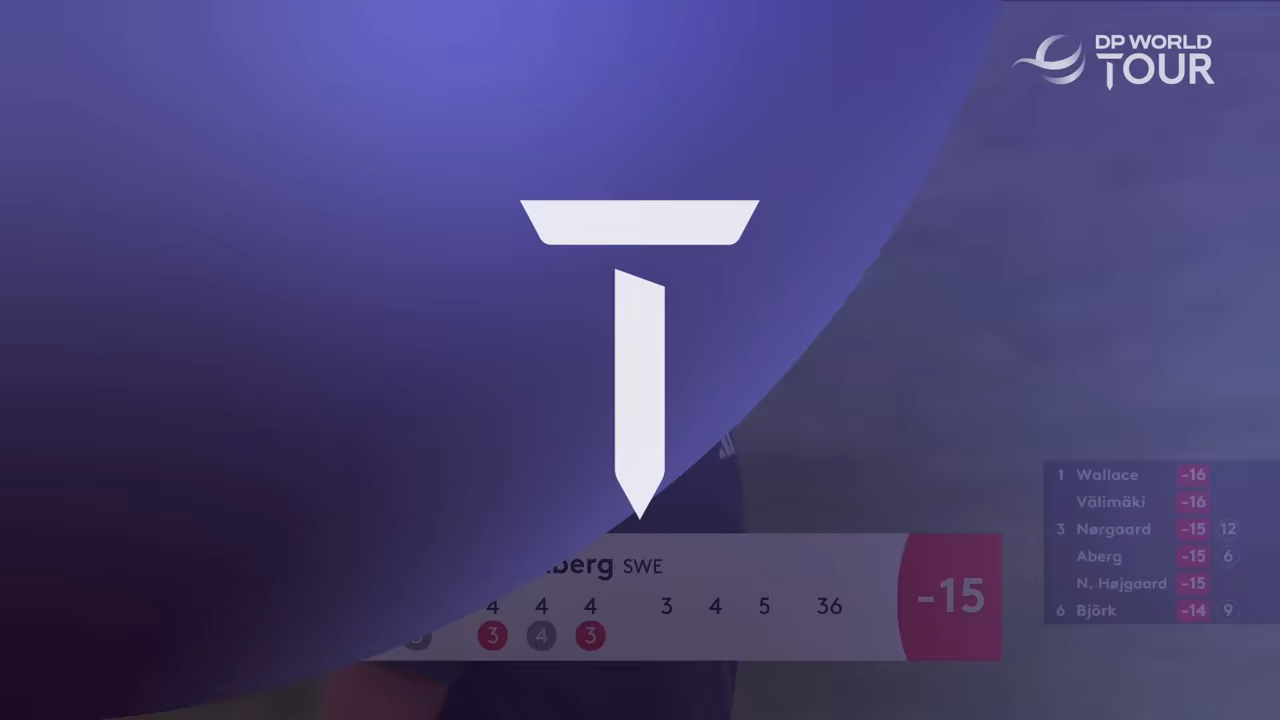 DP WORLD
TOUR
1 Wallace -16
Välimäki -16
3 Nørgaard -15 12
Aberg -15 6
N. Højgaard -15
6 Björk -14 9
SWE
4 4 4 3 4 5 36
3 4 3
-15